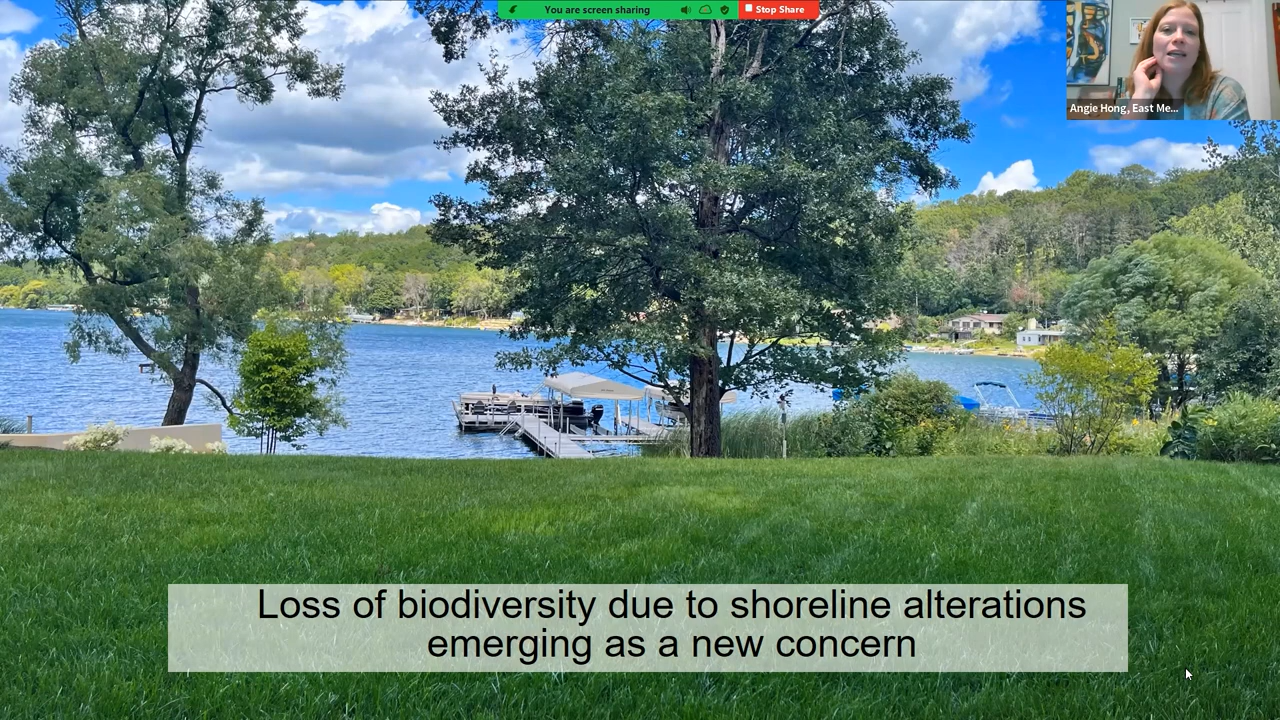 You are screen sharing
Stop Share
Angie Hong, East Me...
Loss of biodiversity due to shoreline alterations
emerging as a new concern